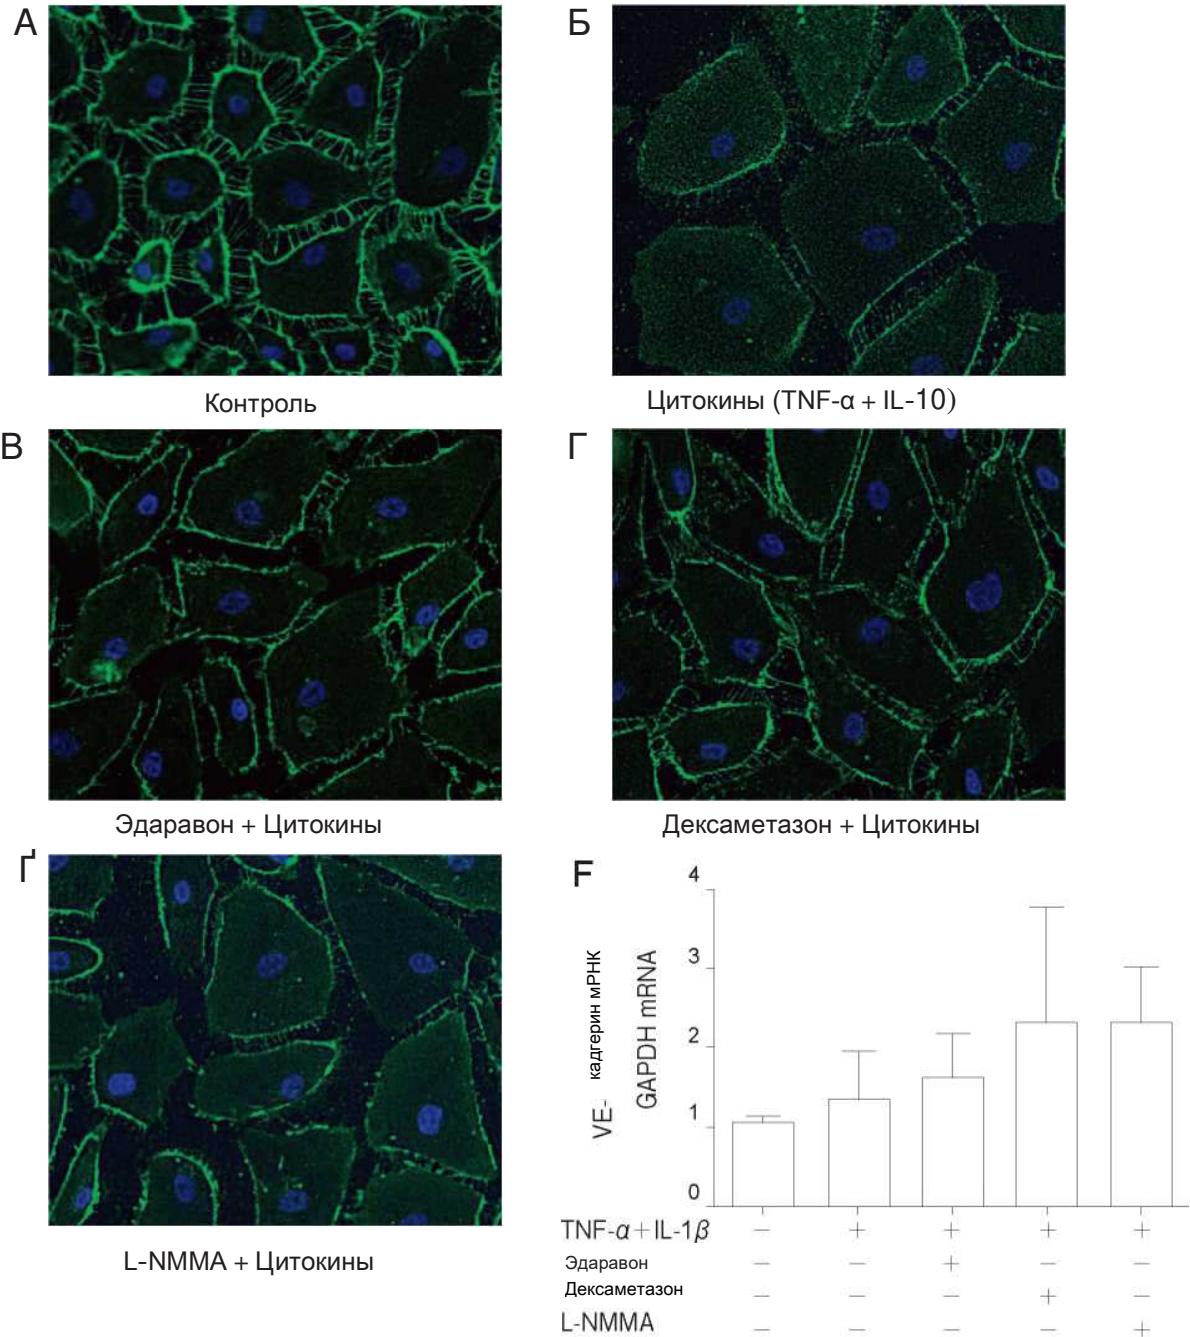 А
Б
Контроль
Цитокины (TNF-α + IL-10)
В
Г
Эдаравон + Цитокины
Дексаметазон + Цитокины
Ґ
L-NMMA + Цитокины
F
VE- кадгерин мРНК
GAPDH mRNA
4
3
2
1
0
TNF-α+IL-1β − + + + +
Эдаравон − − + − −
Дексаметазон − − − + −
L-NMMA − − − − +